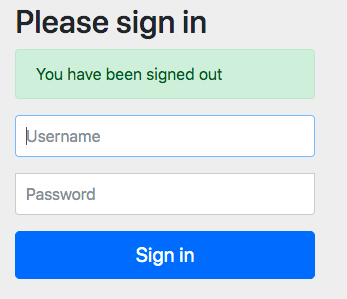 Please sign in
You have been signed out
Username
Password
Sign in